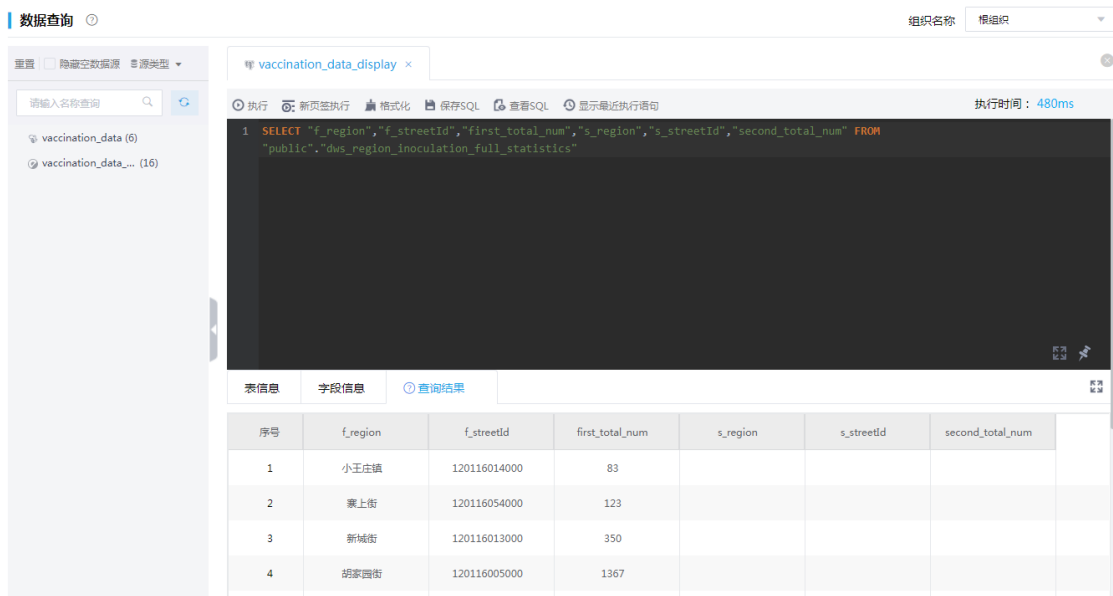 数据查询
组织名称 根组织
重置 隐藏空数据源 源类型
vaccination_data_display ×
请输入名称查询
执行 新页签执行 格式化 保存SQL 查看SQL 显示最近执行语句 执行时间： 480ms
vaccination_data (6)
vaccination_data_... (16)
1 SELECT "f_region","f_streetId","first_total_num","s_region","s_streetId","second_total_num" FROM
"public"."dws_region_inoculation_full_statistics"
表信息 字段信息 查询结果
序号 f_region f_streetId first_total_num s_region s_streetId second_total_num
1 小王庄镇 120116014000 83
2 寨上街 120116054000 123
3 新城街 120116013000 350
4 胡家园街 120116005000 1367